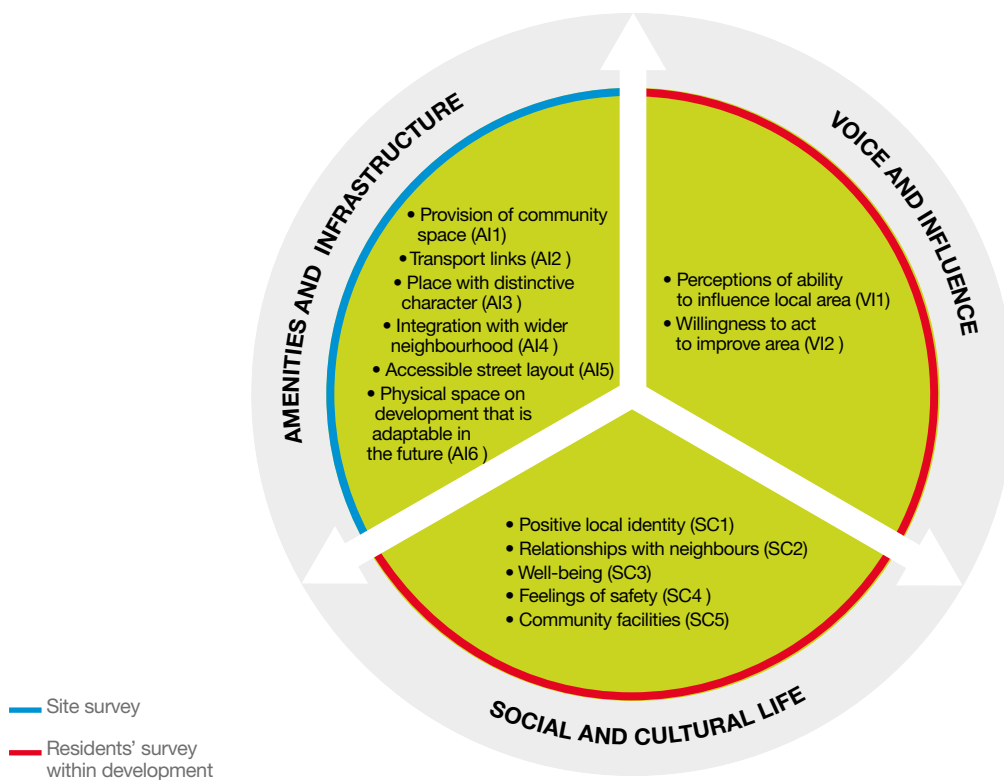 AMENITIES AND INFRASTRUCTURE
• Provision of community
space (AI1)
• Transport links (AI2 )
• Place with distinctive
character (AI3 )
• Integration with wider
neighbourhood (AI4 )
• Accessible street layout (AI5)
• Physical space on
development that is
adaptable in
the future (AI6 )
VOICE AND INFLUENCE
• Perceptions of ability
to influence local area (VI1)
• Willingness to act
to improve area (VI2 )
• Positive local identity (SC1)
• Relationships with neighbours (SC2)
• Well-being (SC3)
• Feelings of safety (SC4 )
• Community facilities (SC5)
SOCIAL AND CULTURAL LIFE
Site survey
Residents’ survey
within development